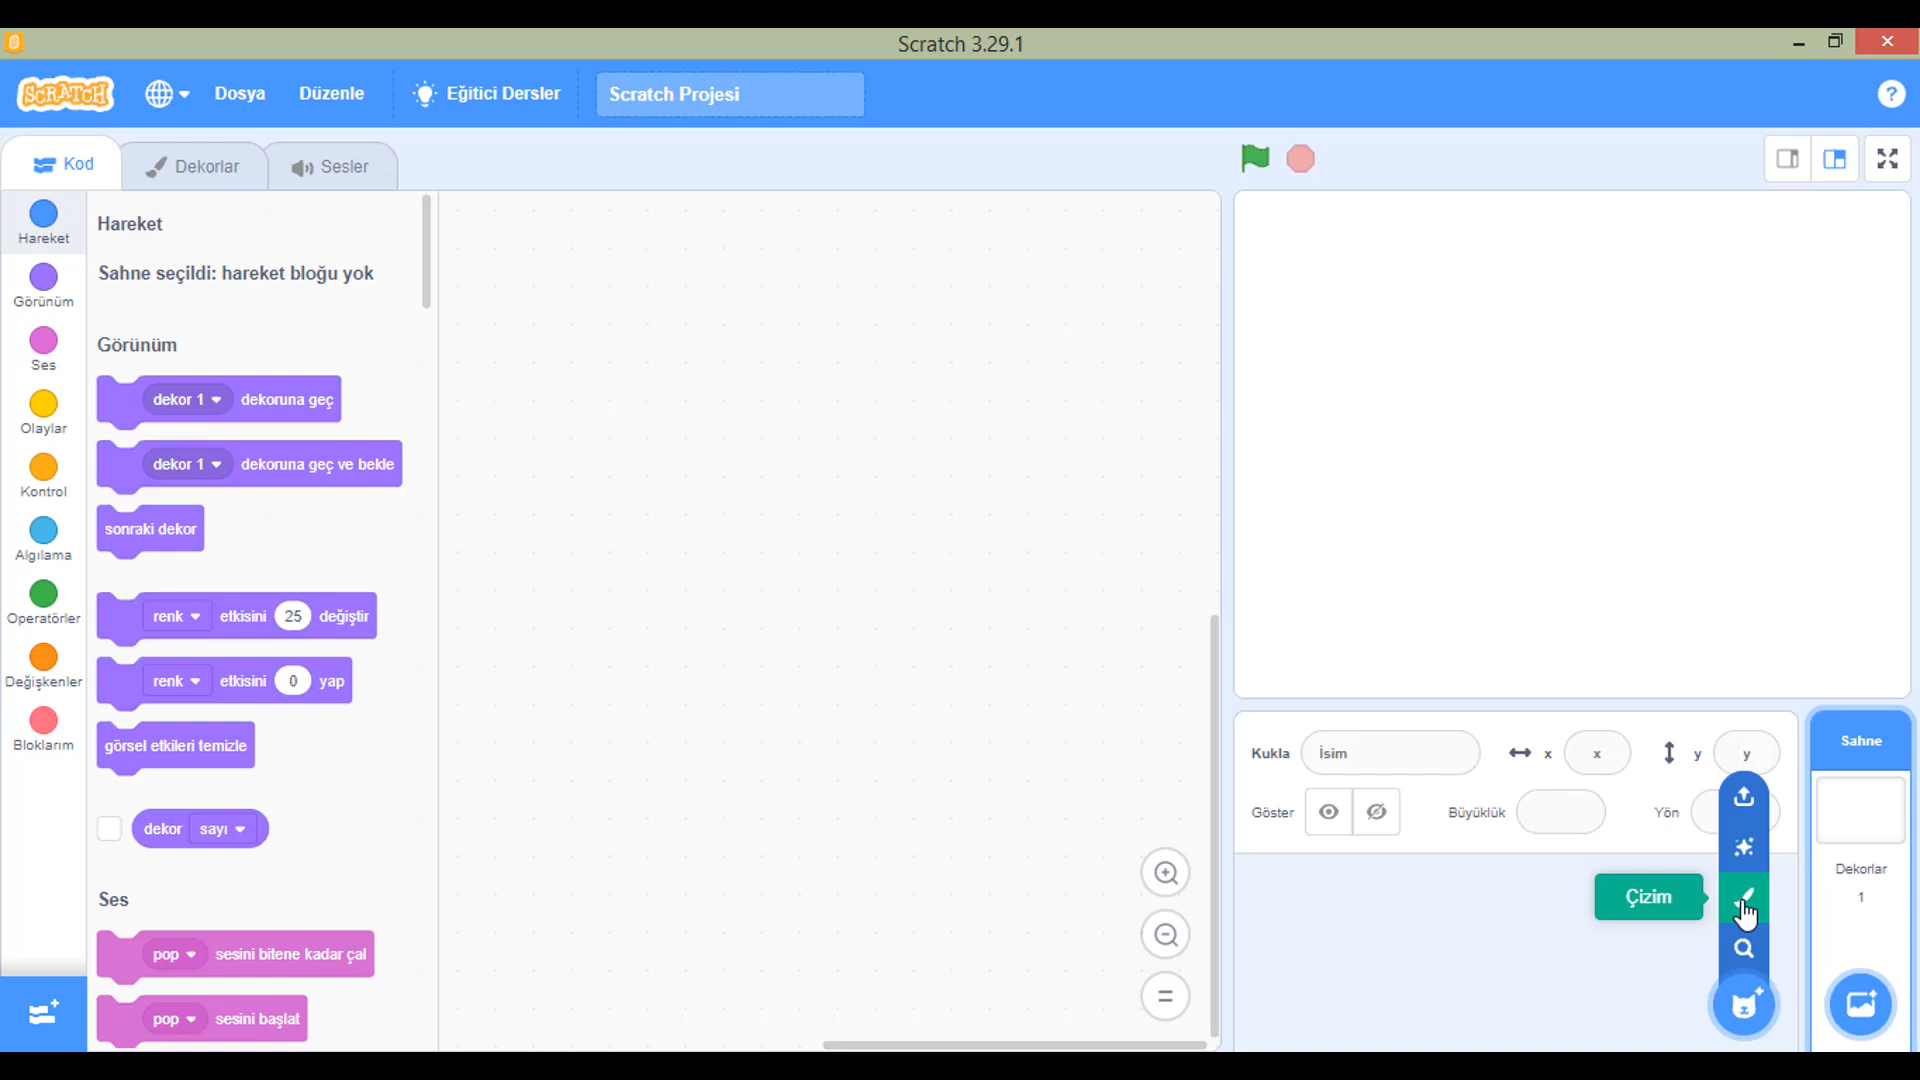 Scratch 3.29.1
SCRATCH
Dosya
Düzenle
Eğitici Dersler
Scratch Projesi
?
Kod
Dekorlar
Sesler
Hareket
Görünüm
Ses
Olaylar
Kontrol
Algılama
Operatörler
Değişkenler
Bloklarım
Hareket
Sahne seçildi: hareket bloğu yok
Görünüm
dekor 1 dekoruna geç
dekor 1 dekoruna geç ve bekle
sonraki dekor
renk etkisini 25 değiştir
renk etkisini 0 yap
görsel etkileri temizle
dekor sayı
Ses
pop sesini bitene kadar çal
pop sesini başlat
Kukla İsim x x y y
Göster Büyüklük Yön
Çizim
Sahne
Dekorlar
1